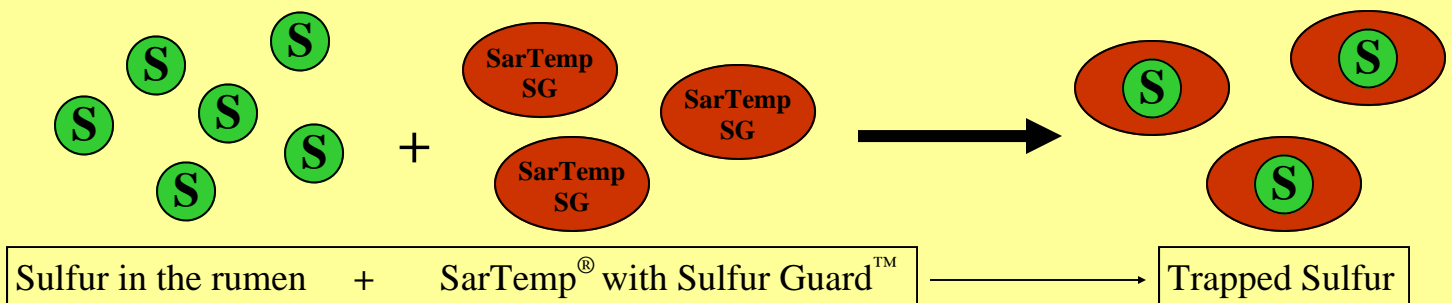 S
S
S
S
S
S
+
SarTemp
SG
SarTemp
SG
SarTemp
SG
S
S
S
Sulfur in the rumen + SarTemp® with Sulfur Guard™
Trapped Sulfur